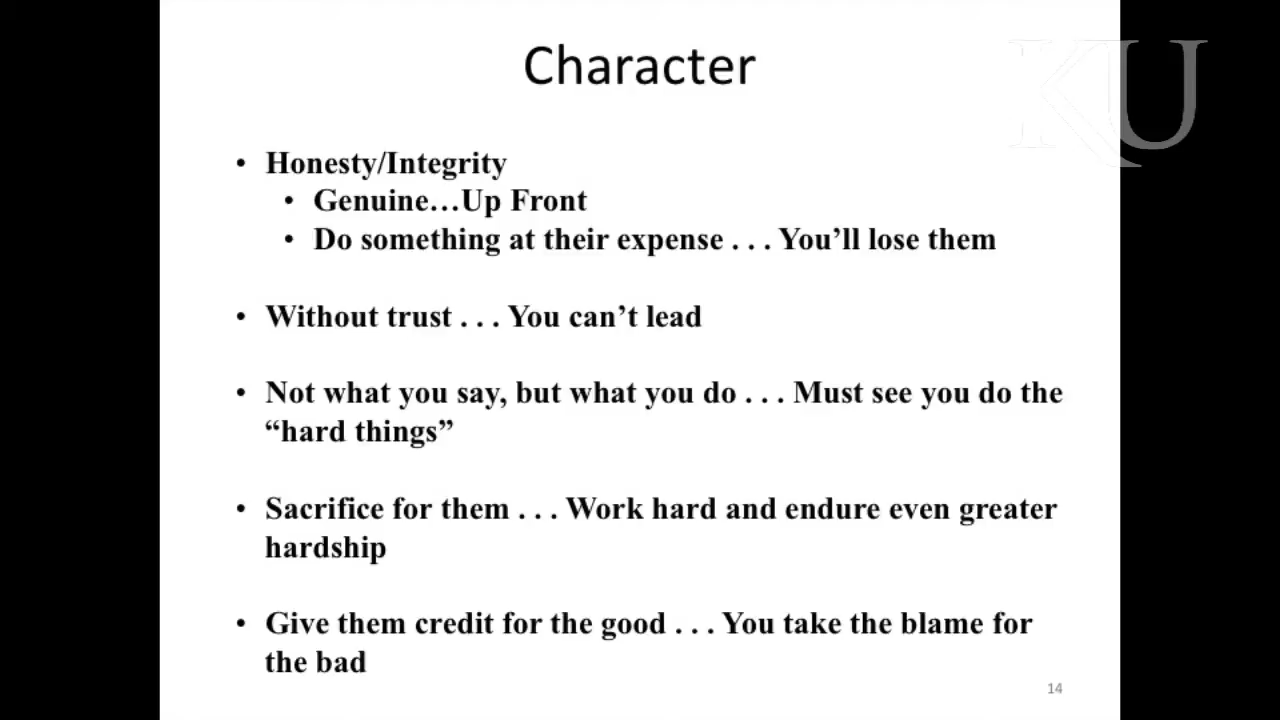 Character
KU
• Honesty/Integrity
• Genuine…Up Front
• Do something at their expense . . . You’ll lose them
• Without trust . . . You can’t lead
• Not what you say, but what you do . . . Must see you do the
“hard things”
• Sacrifice for them . . . Work hard and endure even greater
hardship
• Give them credit for the good . . . You take the blame for
the bad
14